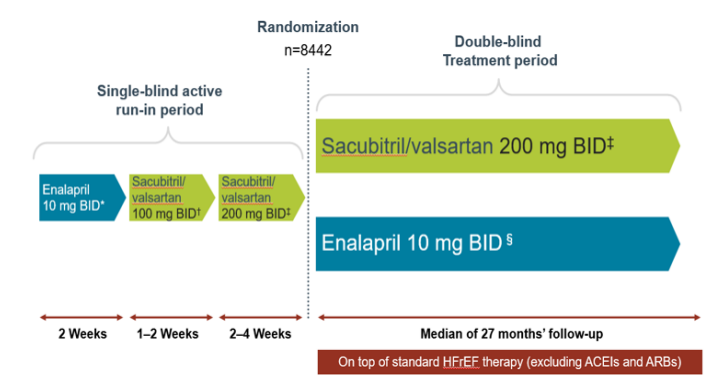 Randomization
n=8442
Double-blind
Treatment period
Single-blind active
run-in period
Sacubitril/valsartan 200 mg BID‡
Enalapril
10 mg BID*
Sacubitril/
valsartan
100 mg BID†
Sacubitril/
valsartan
200 mg BID‡
Enalapril 10 mg BID §
2 Weeks
1–2 Weeks
2–4 Weeks
Median of 27 months’ follow-up
On top of standard HFrEF therapy (excluding ACEIs and ARBs)